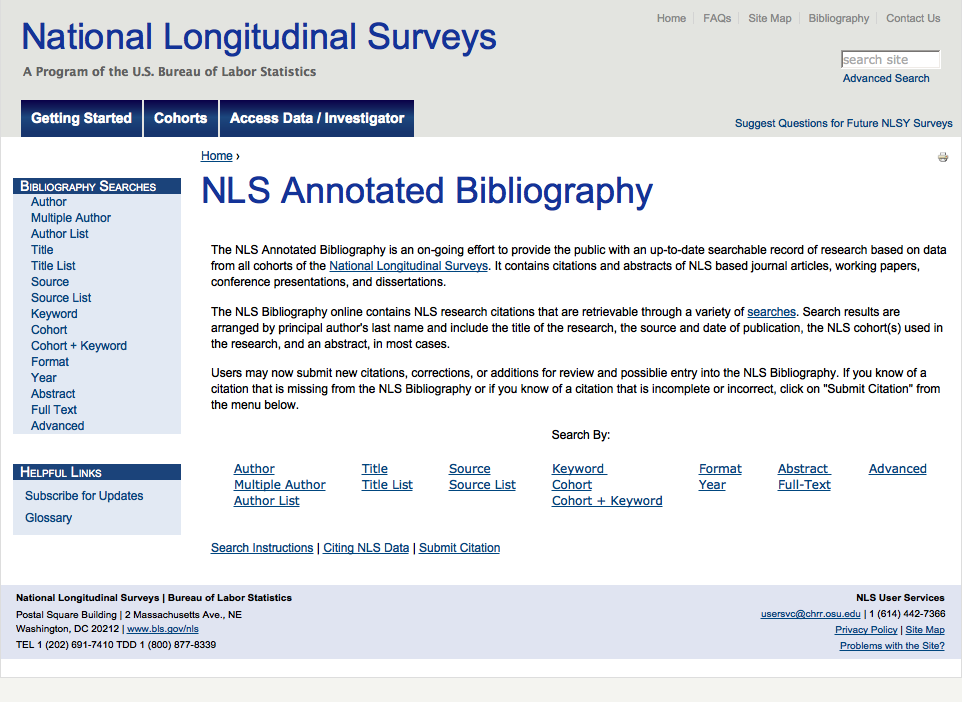 Home FAQs Site Map Bibliography Contact Us
National Longitudinal Surveys
A Program of the U.S. Bureau of Labor Statistics
search site
Advanced Search
Getting Started Cohorts Access Data / Investigator
Suggest Questions for Future NLSY Surveys
Home ›
NLS Annotated Bibliography
BIBLIOGRAPHY SEARCHES
Author
Multiple Author
Author List
Title
Title List
Source
Source List
Keyword
Cohort
Cohort + Keyword
Format
Year
Abstract
Full Text
Advanced
HELPFUL LINKS
Subscribe for Updates
Glossary
The NLS Annotated Bibliography is an on-going effort to provide the public with an up-to-date searchable record of research based on data
from all cohorts of the National Longitudinal Surveys. It contains citations and abstracts of NLS based journal articles, working papers,
conference presentations, and dissertations.
The NLS Bibliography online contains NLS research citations that are retrievable through a variety of searches. Search results are
arranged by principal author's last name and include the title of the research, the source and date of publication, the NLS cohort(s) used in
the research, and an abstract, in most cases.
Users may now submit new citations, corrections, or additions for review and possiblie entry into the NLS Bibliography. If you know of a
citation that is missing from the NLS Bibliography or if you know of a citation that is incomplete or incorrect, click on "Submit Citation" from
the menu below.
Search By:
Author Title Source Keyword Format Abstract Advanced
Multiple Author Title List Source List Cohort Year Full-Text
Author List Cohort + Keyword
Search Instructions | Citing NLS Data | Submit Citation
National Longitudinal Surveys | Bureau of Labor Statistics
Postal Square Building | 2 Massachusetts Ave., NE
Washington, DC 20212 | www.bls.gov/nls
TEL 1 (202) 691-7410 TDD 1 (800) 877-8339
NLS User Services
usersvc@chrr.osu.edu | 1 (614) 442-7366
Privacy Policy | Site Map
Problems with the Site?